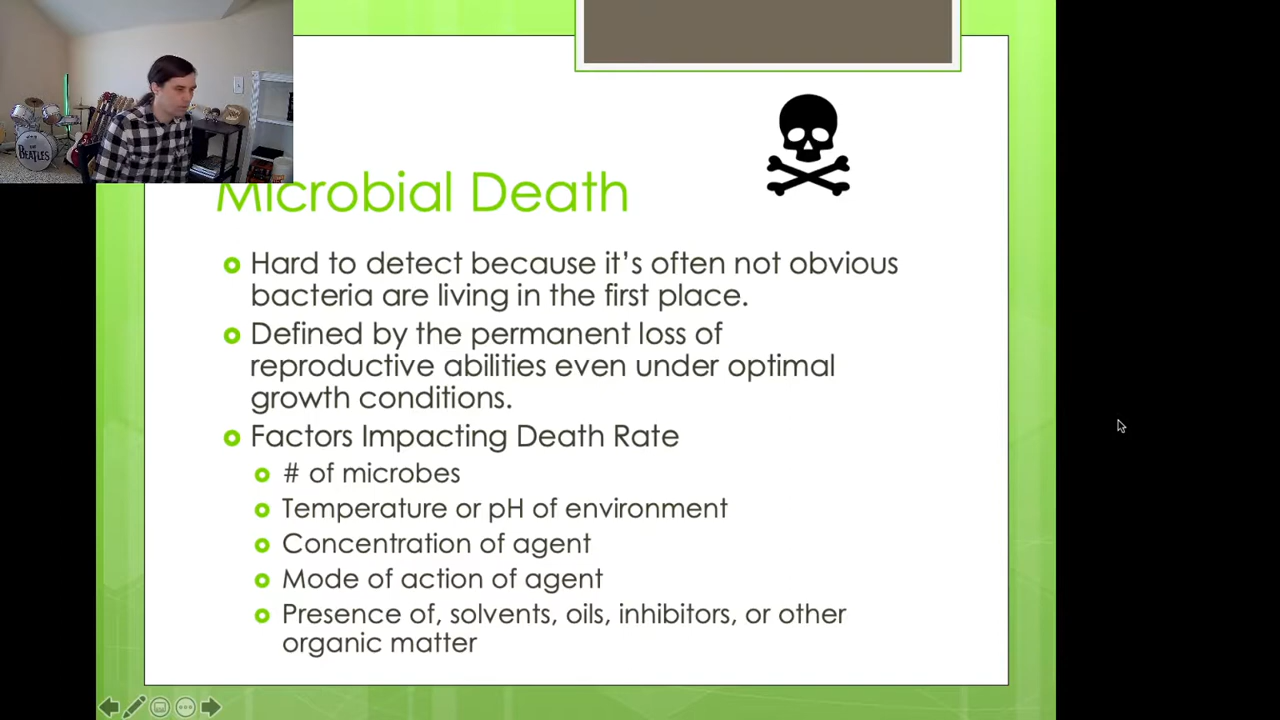 THE
BEATLES
Microbial Death
Hard to detect because it's often not obvious
bacteria are living in the first place.
Defined by the permanent loss of
reproductive abilities even under optimal
growth conditions.
Factors Impacting Death Rate
# of microbes
Temperature or pH of environment
Concentration of agent
Mode of action of agent
Presence of, solvents, oils, inhibitors, or other
organic matter